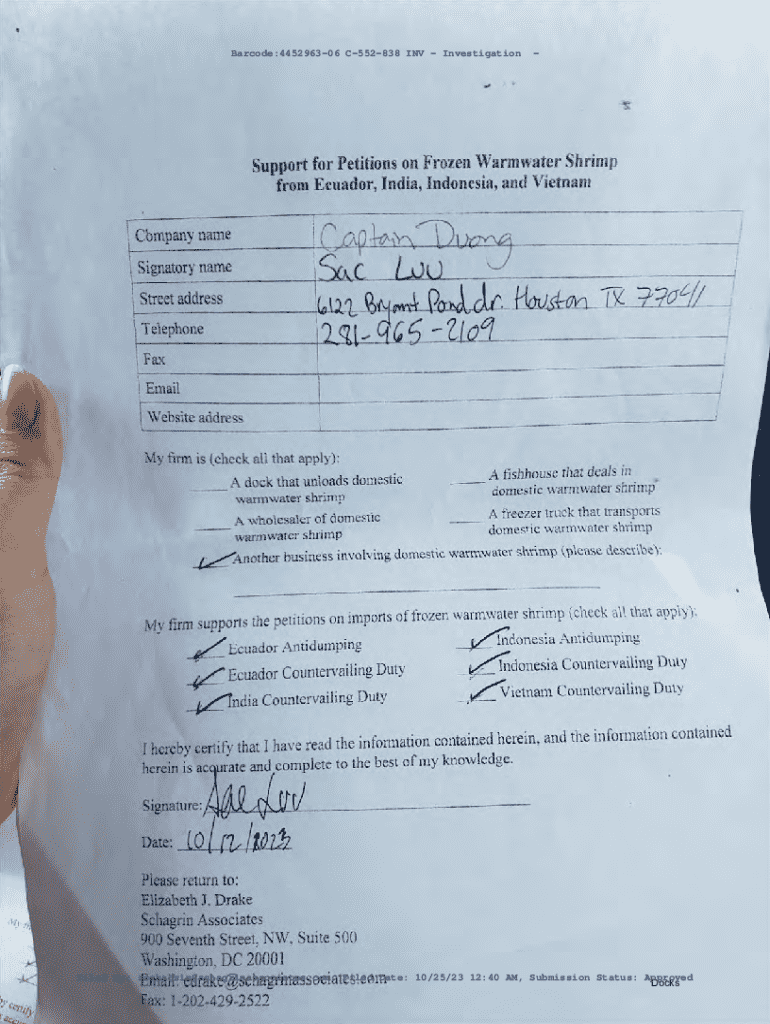 Barcode:4452963-06 C-552-838 INV - Investigation -
Support for Petitions on Frozen Warmwater Shrimp
from Ecuador, India, Indonesia, and Vietnam
Company name Captain Duong
Signatory name Sac Luu
Street address 6122 Bryant Pond dr. Houston TX 77041
Telephone 281-965-2109
Fax
Email
Website address
My firm is (check all that apply):
A dock that unloads domestic warmwater shrimp
A fishhouse that deals in domestic warmwater shrimp
A wholesaler of domestic warmwater shrimp
A freezer truck that transports domestic warmwater shrimp
Another business involving domestic warmwater shrimp (please describe):
My firm supports the petitions on imports of frozen warmwater shrimp (check all that apply):
Ecuador Antidumping
Indonesia Antidumping
Ecuador Countervailing Duty
Indonesia Countervailing Duty
India Countervailing Duty
Vietnam Countervailing Duty
I hereby certify that I have read the information contained herein, and the information contained
herein is accurate and complete to the best of my knowledge.
Signature: Sac Luu
Date: 10/12/2023
Please return to:
Elizabeth J. Drake
Schagrin Associates
900 Seventh Street, NW, Suite 500
Washington, DC 20001
Email: edrake@schagrinassociates.com
Date: 10/25/23 12:40 AM, Submission Status: Approved
Docks
Fax: 1-202-429-2522